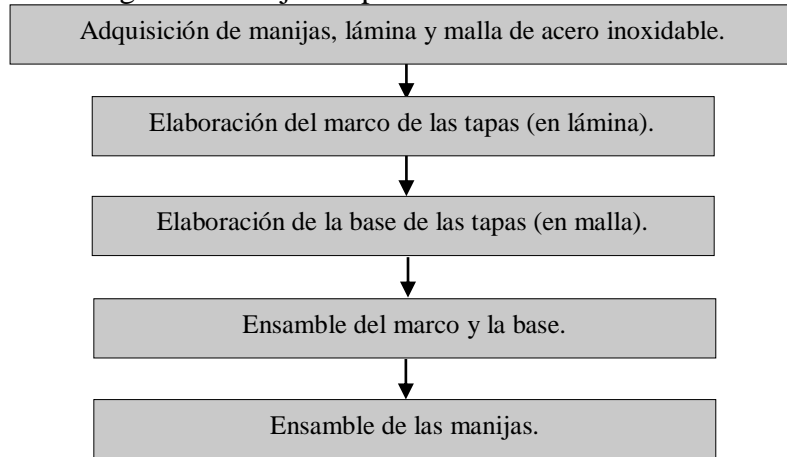 Adquisición de manijas, lámina y malla de acero inoxidable.
Elaboración del marco de las tapas (en lámina).
Elaboración de la base de las tapas (en malla).
Ensamble del marco y la base.
Ensamble de las manijas.